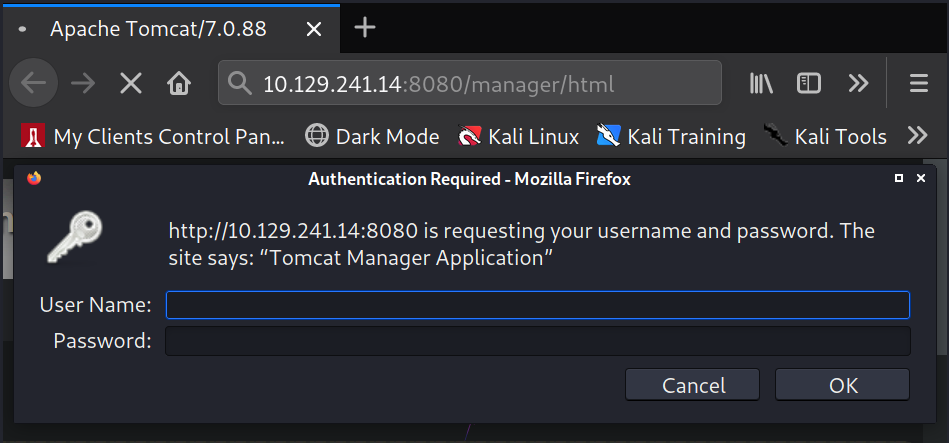 Apache Tomcat/7.0.88
10.129.241.14:8080/manager/html
My Clients Control Pan... Dark Mode Kali Linux Kali Training Kali Tools
Authentication Required - Mozilla Firefox
http://10.129.241.14:8080 is requesting your username and password. The
site says: “Tomcat Manager Application”
User Name:
Password:
Cancel OK